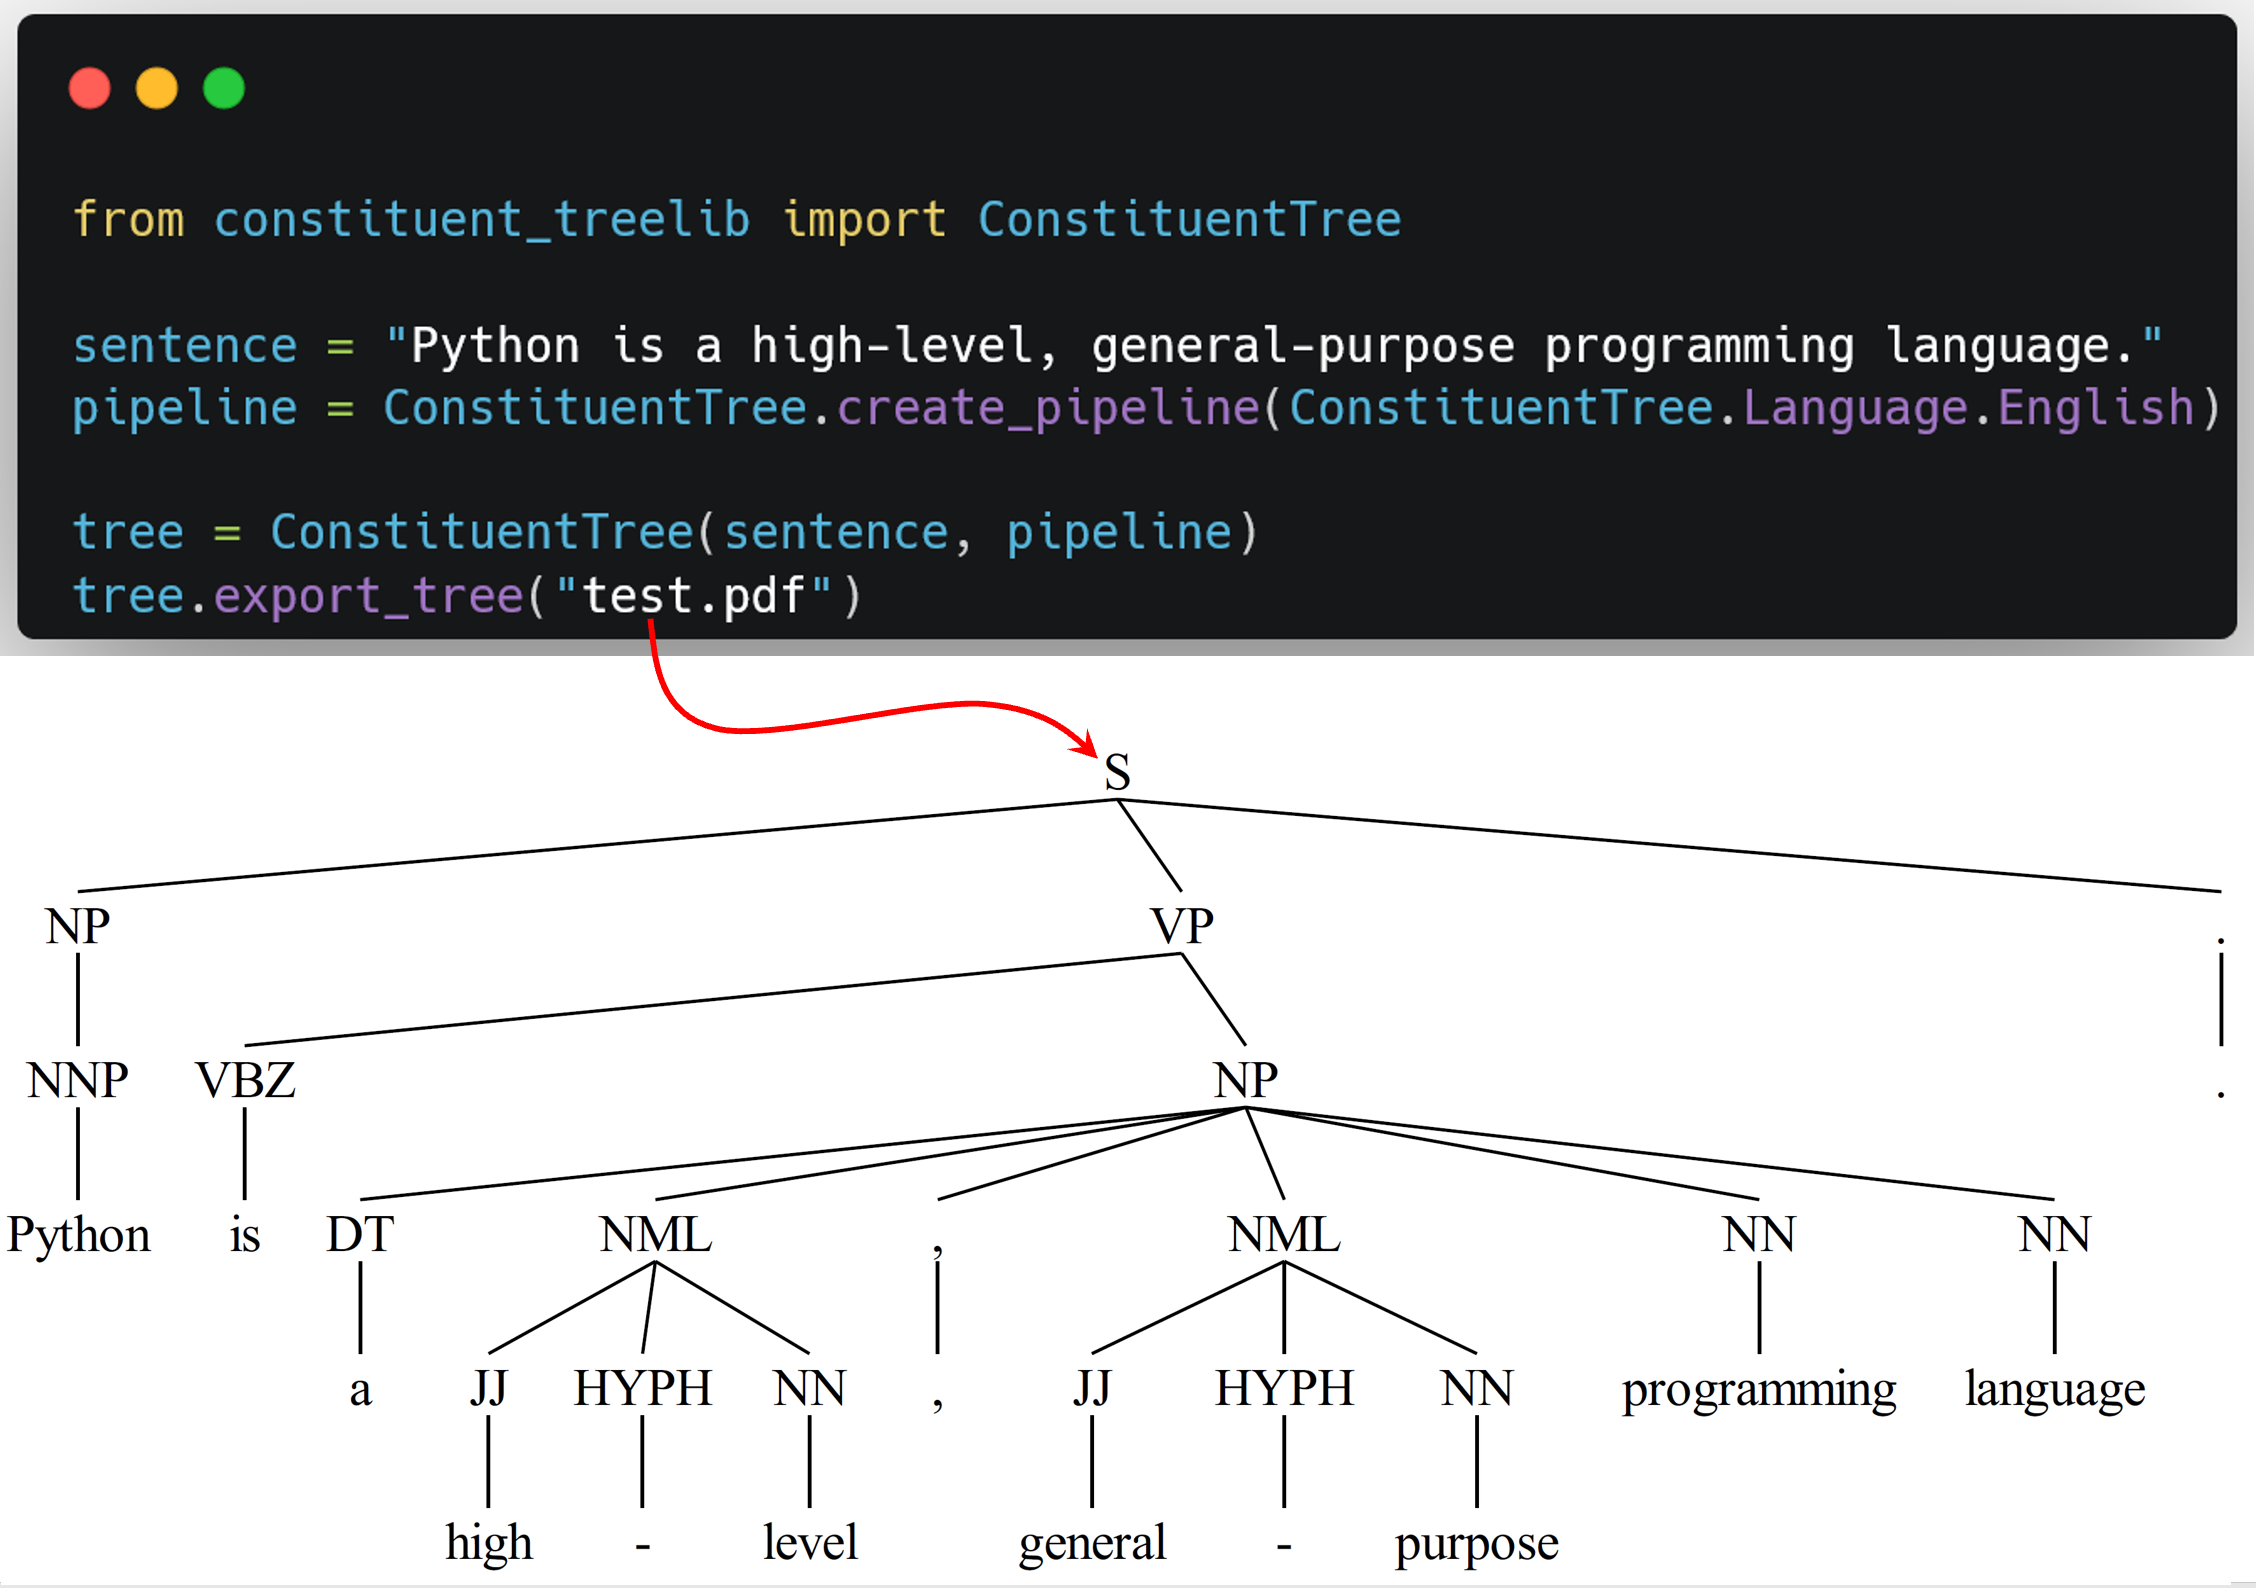 from constituent_treelib import ConstituentTree
sentence = "Python is a high-level, general-purpose programming language."
pipeline = ConstituentTree.create_pipeline(ConstituentTree.Language.English)
tree = ConstituentTree(sentence, pipeline)
tree.export_tree("test.pdf")
S
NP VP .
NNP VBZ NP .
Python is DT NML , NML NN NN
a JJ HYPH NN , JJ HYPH NN programming language
high - level general - purpose